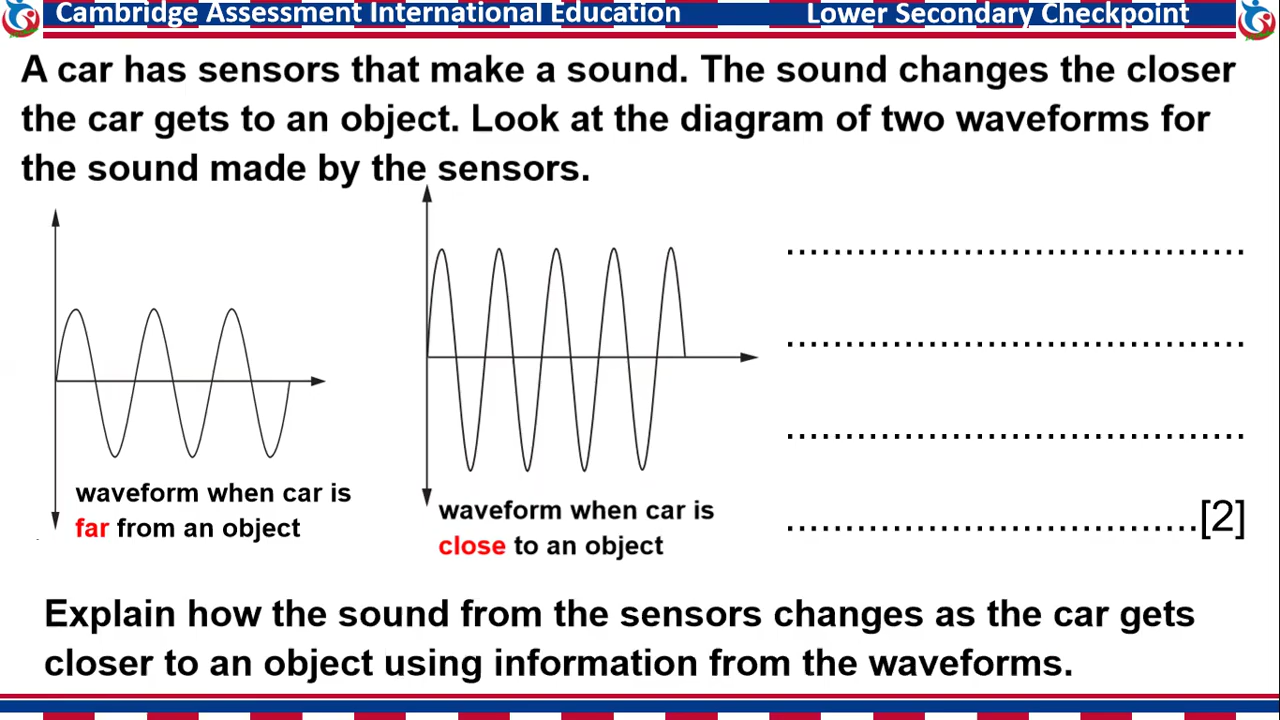 Cambridge Assessment International Education
Lower Secondary Checkpoint
A car has sensors that make a sound. The sound changes the closer
the car gets to an object. Look at the diagram of two waveforms for
the sound made by the sensors.
waveform when car is
far from an object
waveform when car is
close to an object
.......................................
.......................................
.......................................
...................................[2]
Explain how the sound from the sensors changes as the car gets
closer to an object using information from the waveforms.